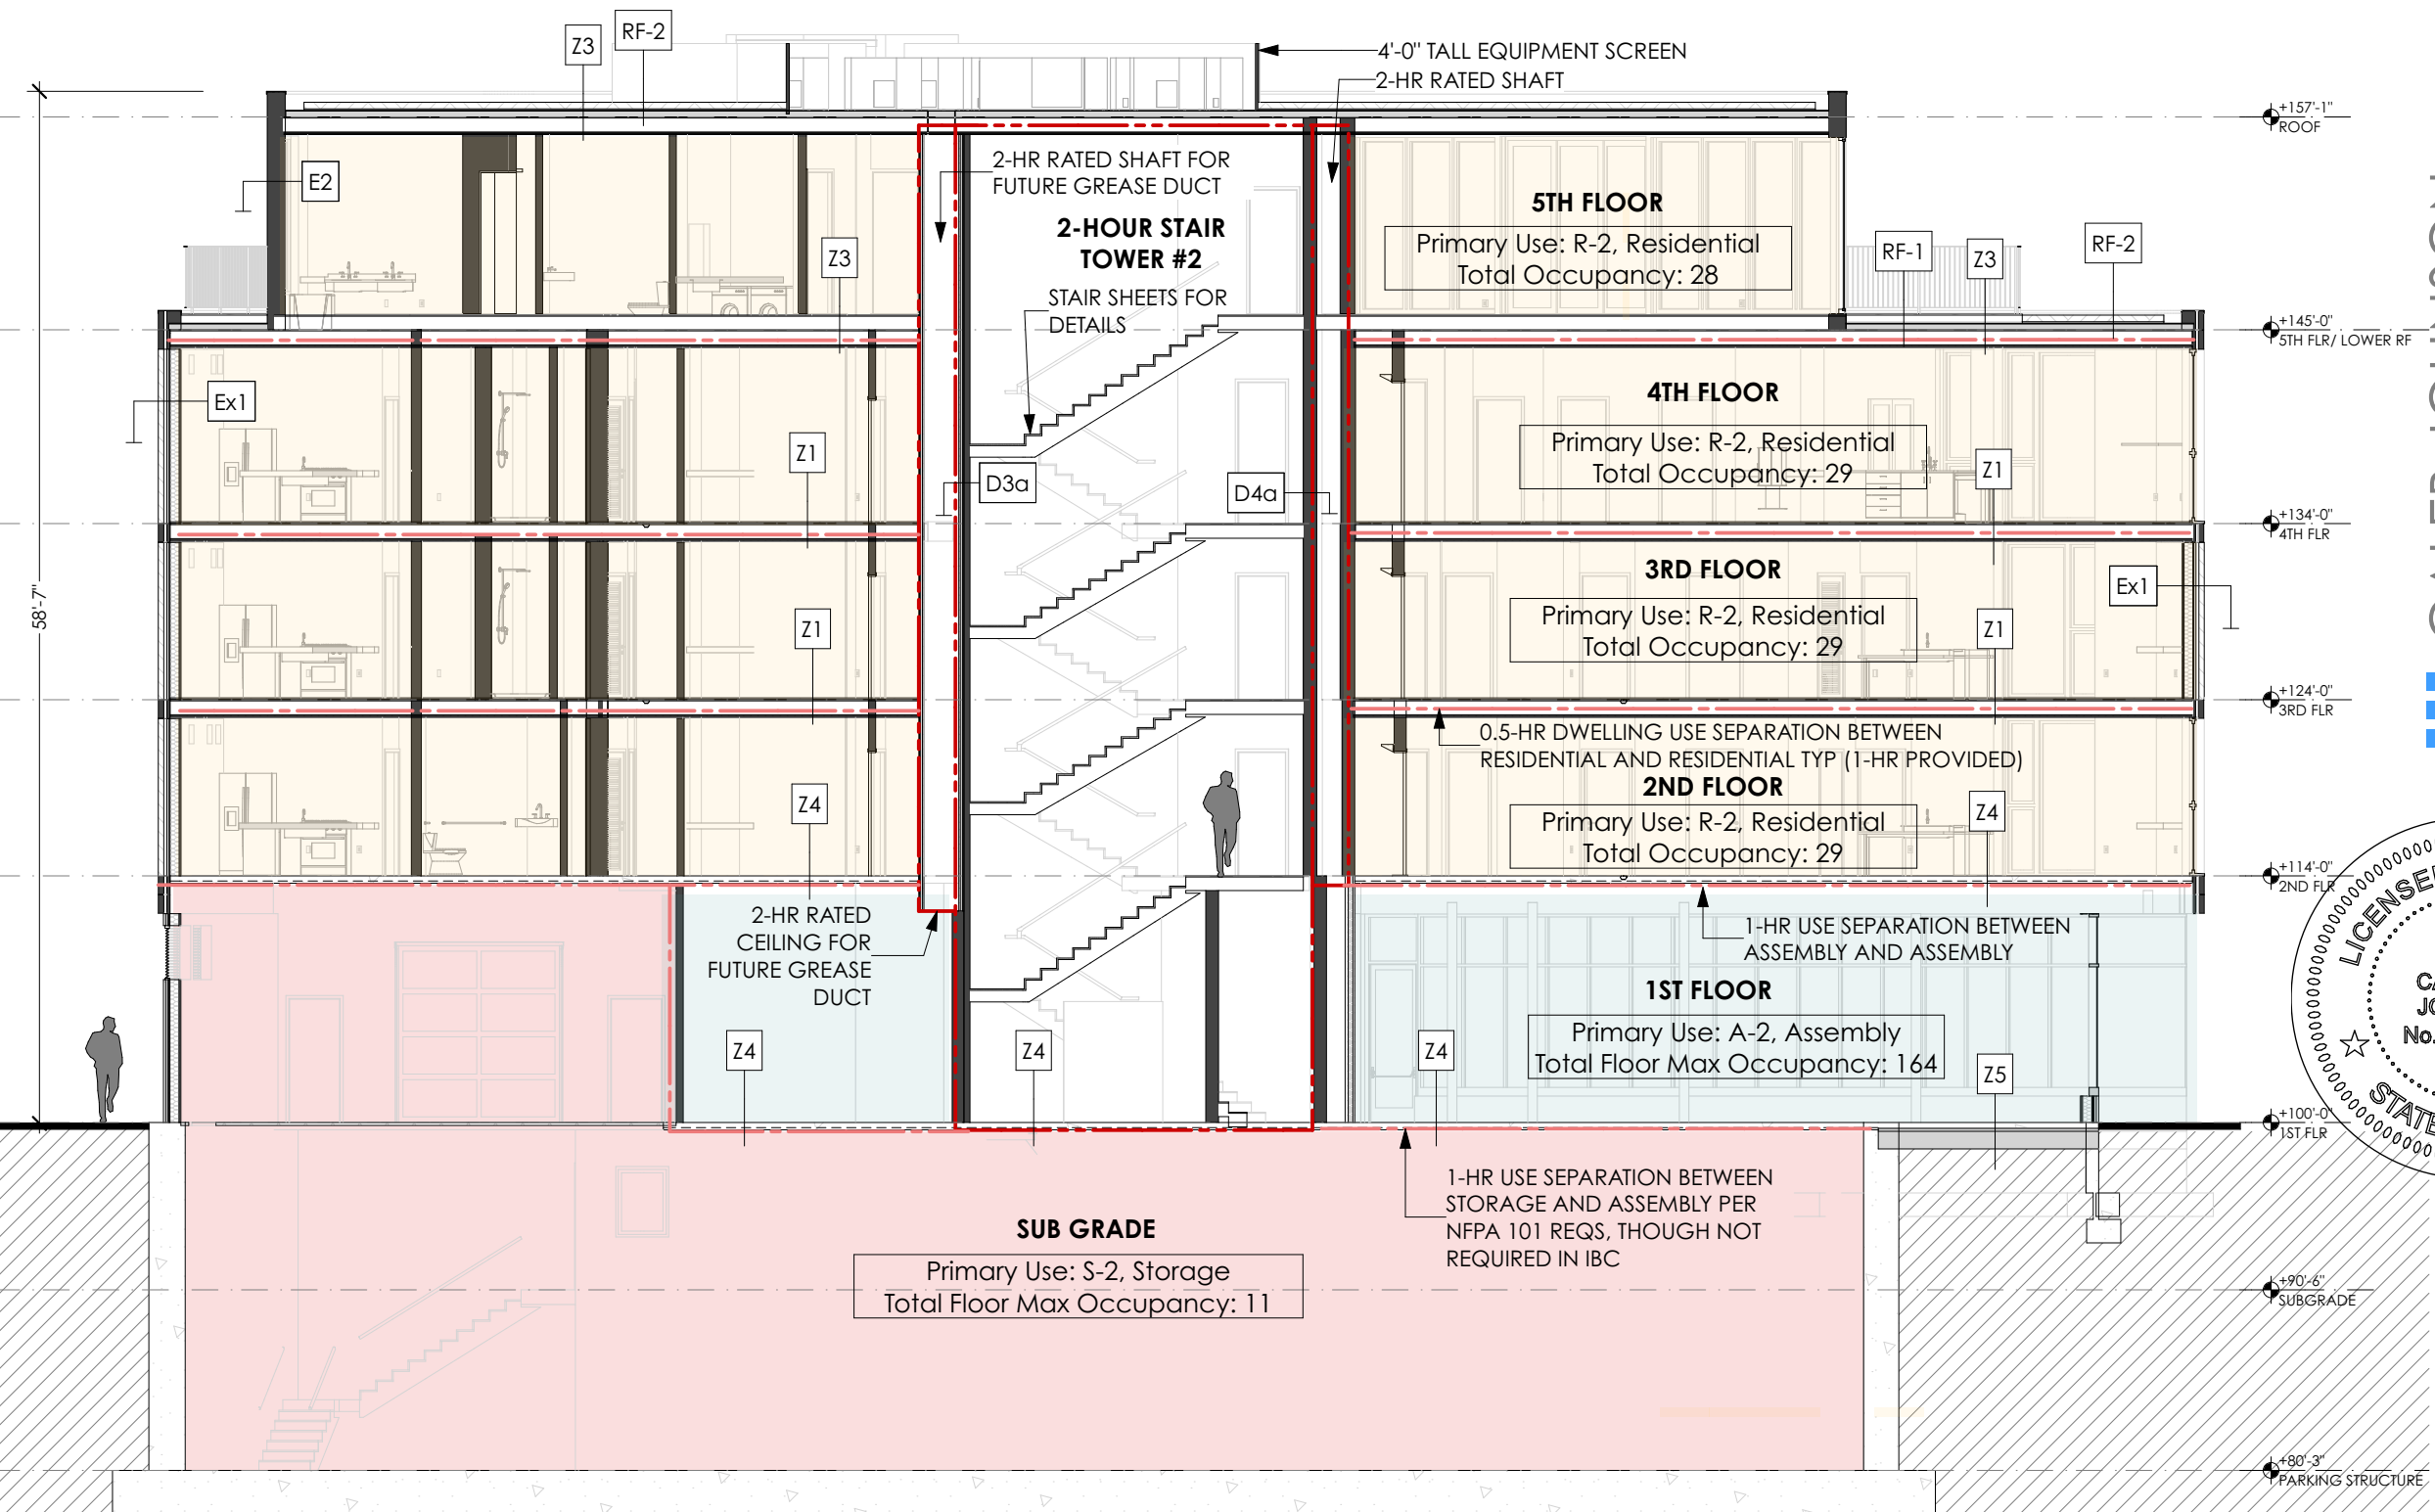 Z3
RF-2
4'-0" TALL EQUIPMENT SCREEN
2-HR RATED SHAFT
+157'-1"
ROOF
E2
2-HR RATED SHAFT FOR
FUTURE GREASE DUCT
2-HOUR STAIR
TOWER #2
STAIR SHEETS FOR
DETAILS
Z3
5TH FLOOR
Primary Use: R-2, Residential
Total Occupancy: 28
RF-1
Z3
RF-2
+145'-0"
5TH FLR/ LOWER RF
Ex1
Z1
D3a
D4a
4TH FLOOR
Primary Use: R-2, Residential
Total Occupancy: 29
Z1
+134'-0"
4TH FLR
58'-7"
Z1
3RD FLOOR
Primary Use: R-2, Residential
Total Occupancy: 29
Z1
Ex1
+124'-0"
3RD FLR
0.5-HR DWELLING USE SEPARATION BETWEEN
RESIDENTIAL AND RESIDENTIAL TYP (1-HR PROVIDED)
Z4
2ND FLOOR
Primary Use: R-2, Residential
Total Occupancy: 29
Z4
+114'-0"
2ND FLR
2-HR RATED
CEILING FOR
FUTURE GREASE
DUCT
1-HR USE SEPARATION BETWEEN
ASSEMBLY AND ASSEMBLY
1ST FLOOR
Primary Use: A-2, Assembly
Total Floor Max Occupancy: 164
Z4
Z4
Z4
Z5
+100'-0"
1ST FLR
1-HR USE SEPARATION BETWEEN
STORAGE AND ASSEMBLY PER
NFPA 101 REQS, THOUGH NOT
REQUIRED IN IBC
SUB GRADE
Primary Use: S-2, Storage
Total Floor Max Occupancy: 11
+90'-6"
SUBGRADE
+80'-3"
PARKING STRUCTURE
LICENSE
No.
STATE